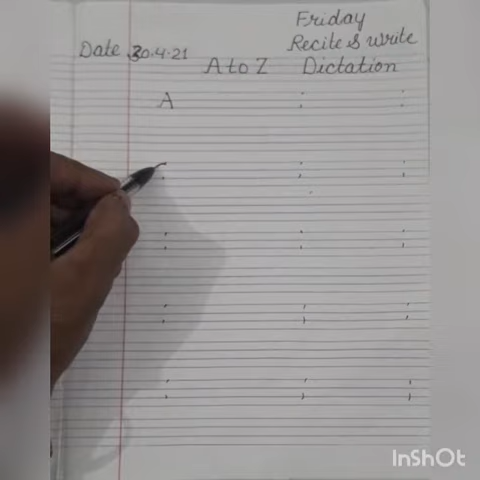 Friday
Date 30.4.21 Recite & write
A to Z Dictation
A
InShOt